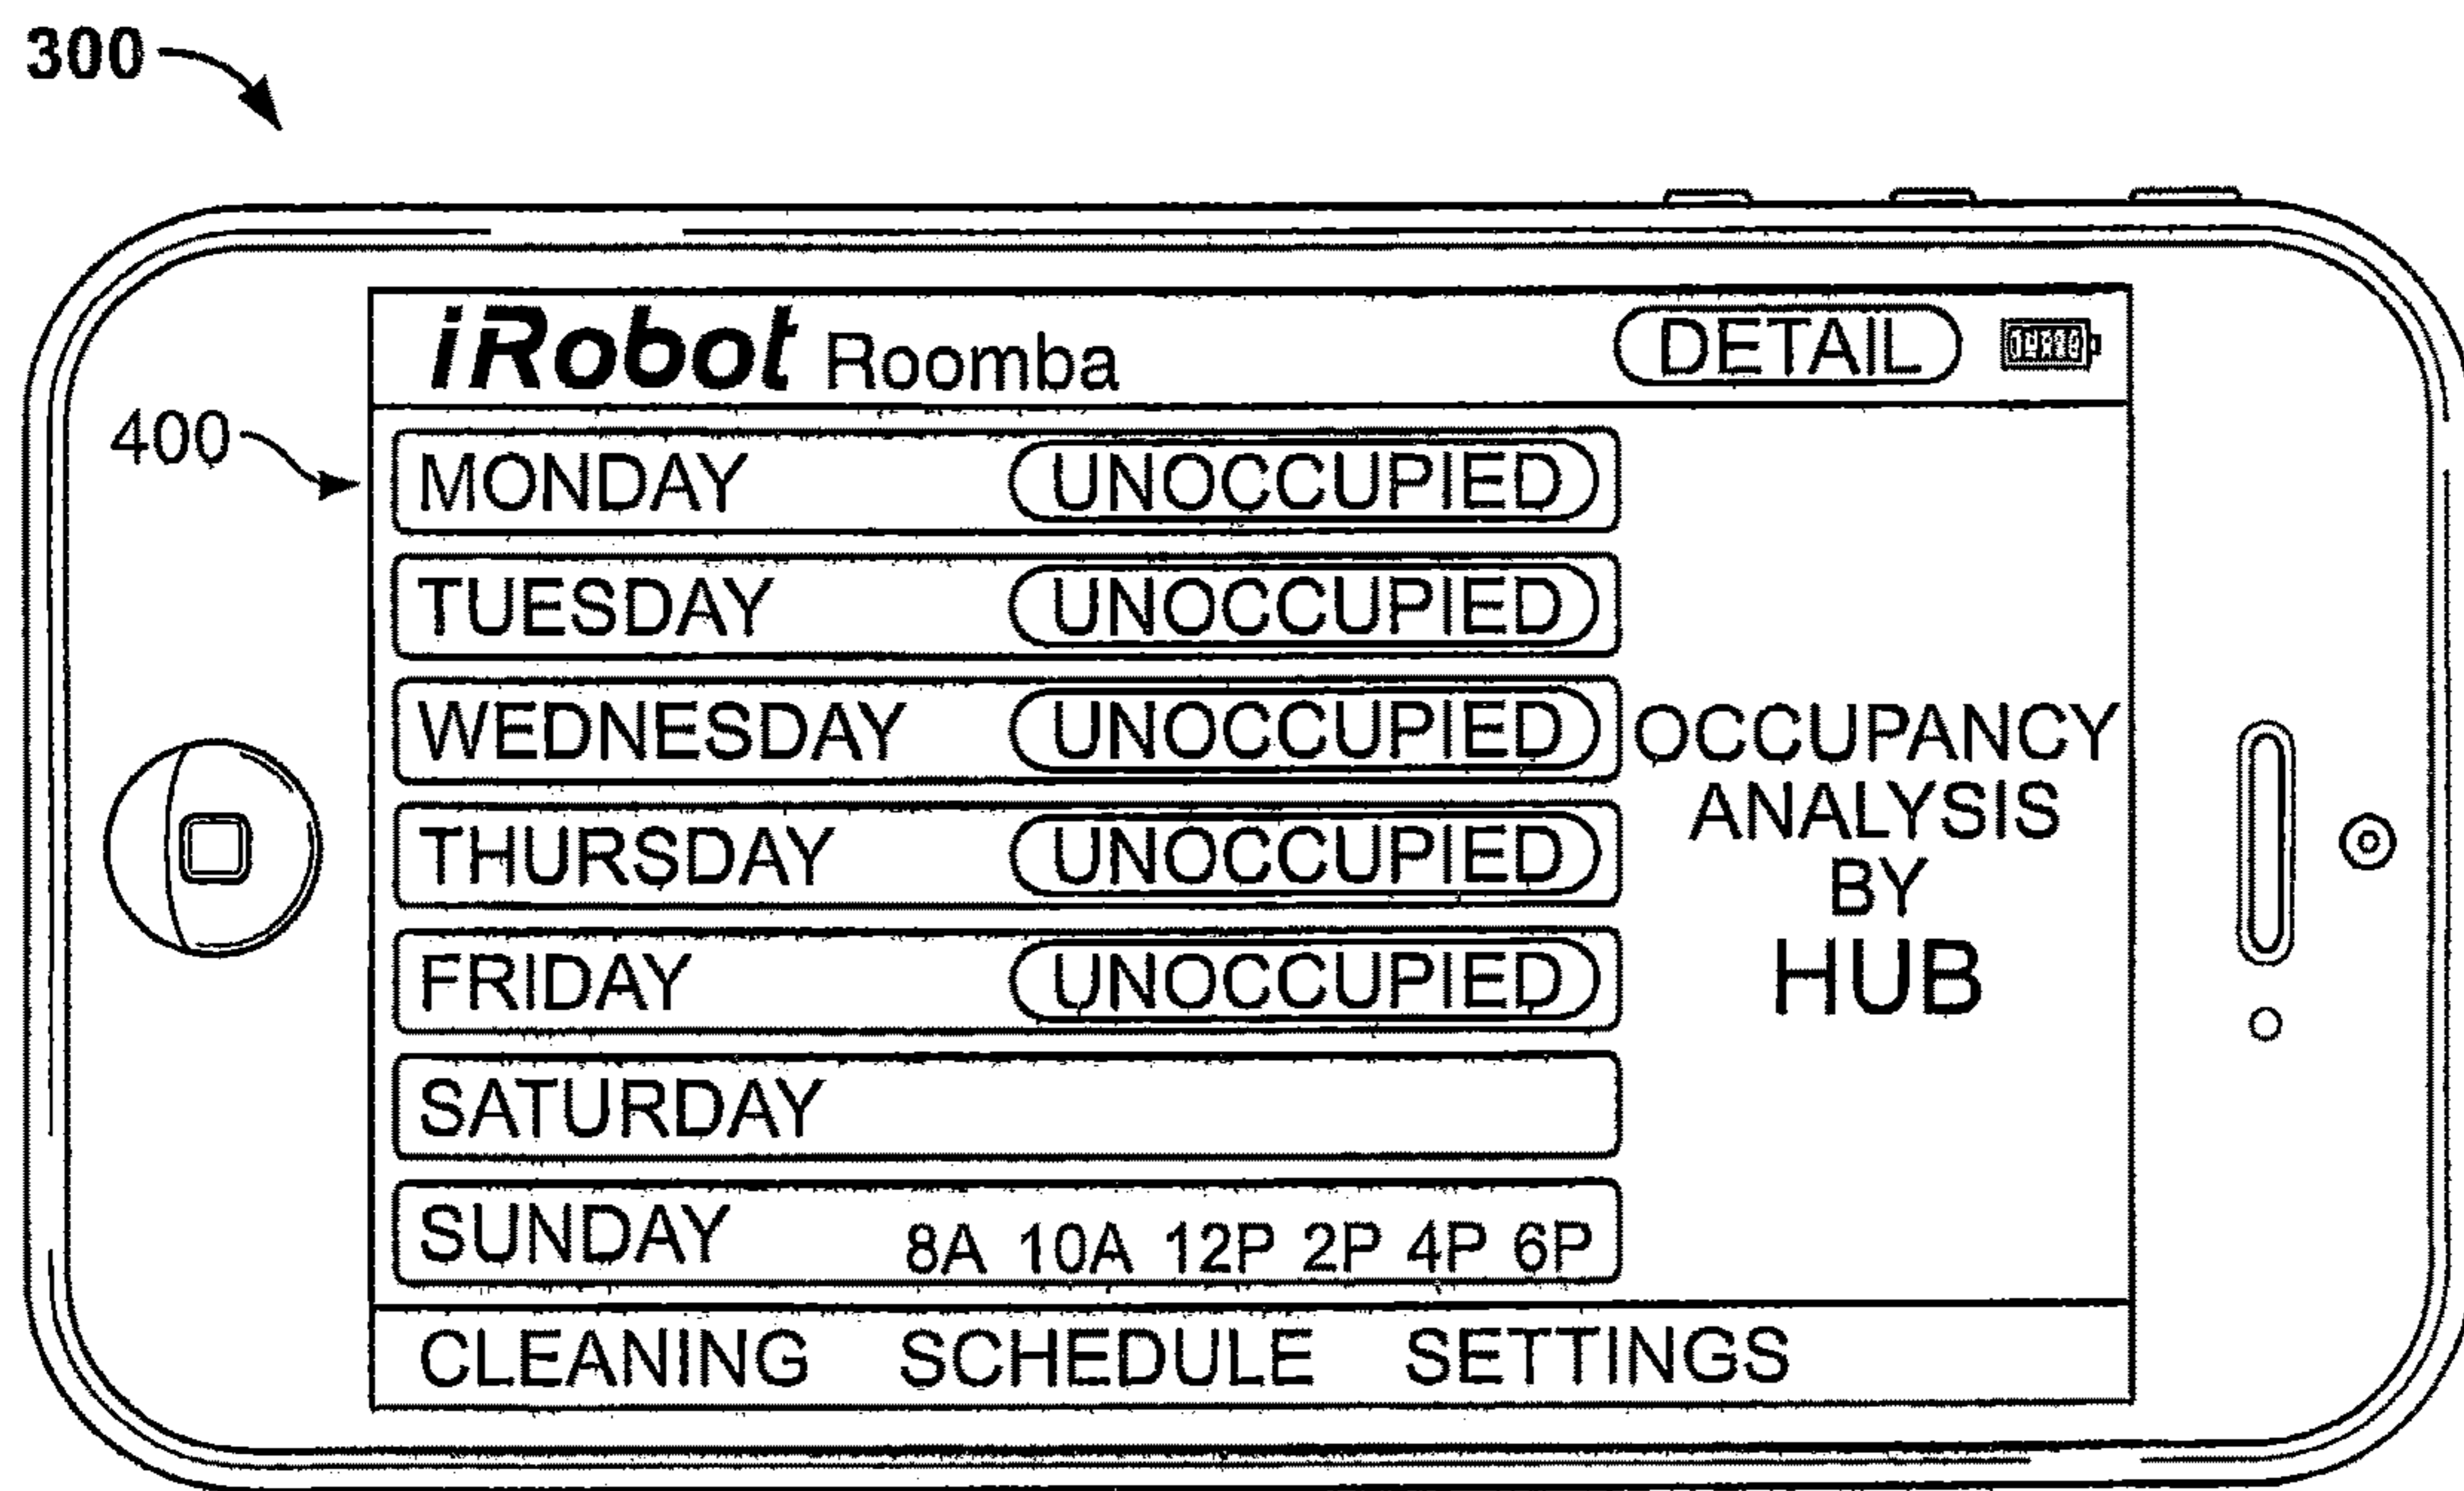 300
iRobot Roomba DETAIL
400
MONDAY UNOCCUPIED
TUESDAY UNOCCUPIED
WEDNESDAY UNOCCUPIED
THURSDAY UNOCCUPIED
FRIDAY UNOCCUPIED
SATURDAY
SUNDAY 8A 10A 12P 2P 4P 6P
OCCUPANCY
ANALYSIS
BY
HUB
CLEANING SCHEDULE SETTINGS